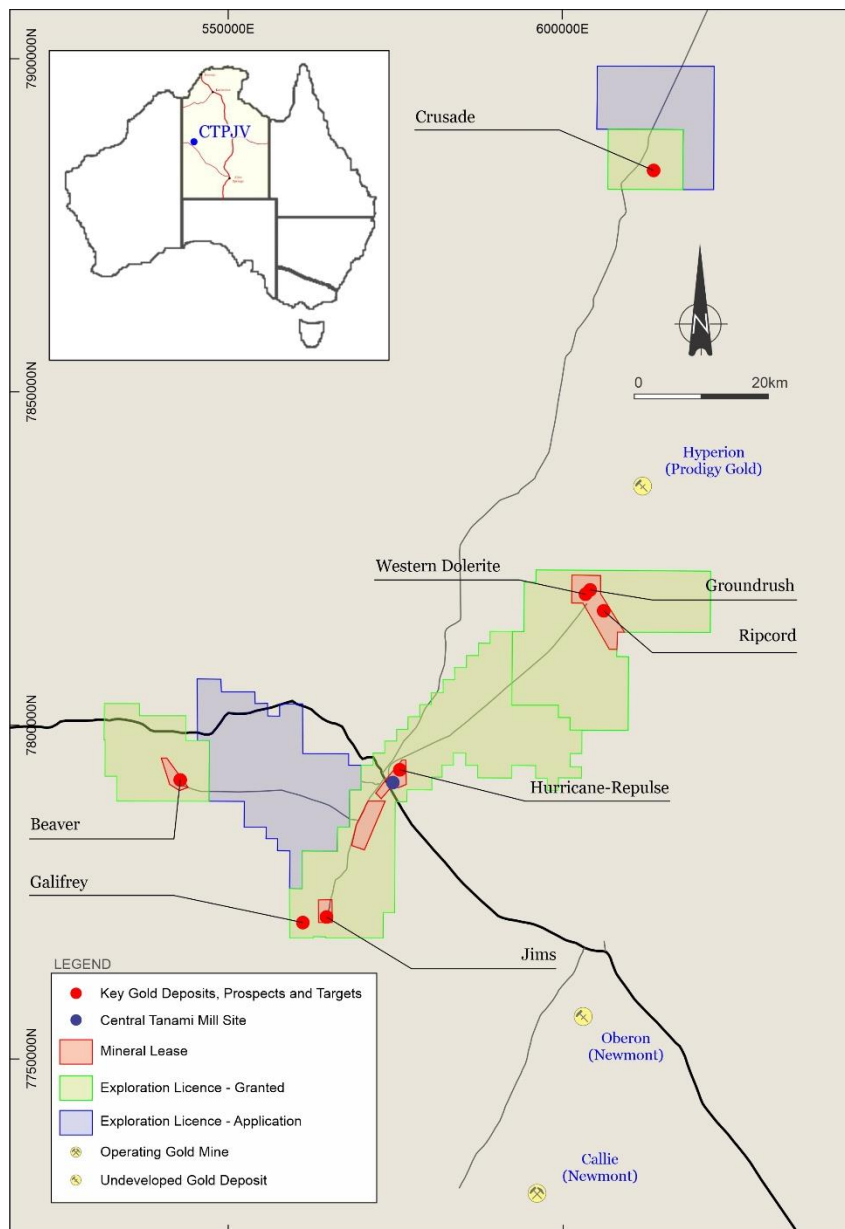 550000E
600000E
7900000N
CTPJV
Crusade
N
0
20km
7850000N
Hyperion
(Prodigy Gold)
Western Dolerite
Groundrush
Ripcord
7800000N
Hurricane-Repulse
Beaver
Galifrey
Jims
LEGEND
Key Gold Deposits, Prospects and Targets
Central Tanami Mill Site
Mineral Lease
Exploration Licence - Granted
Exploration Licence - Application
Operating Gold Mine
Undeveloped Gold Deposit
7750000N
Oberon
(Newmont)
Callie
(Newmont)